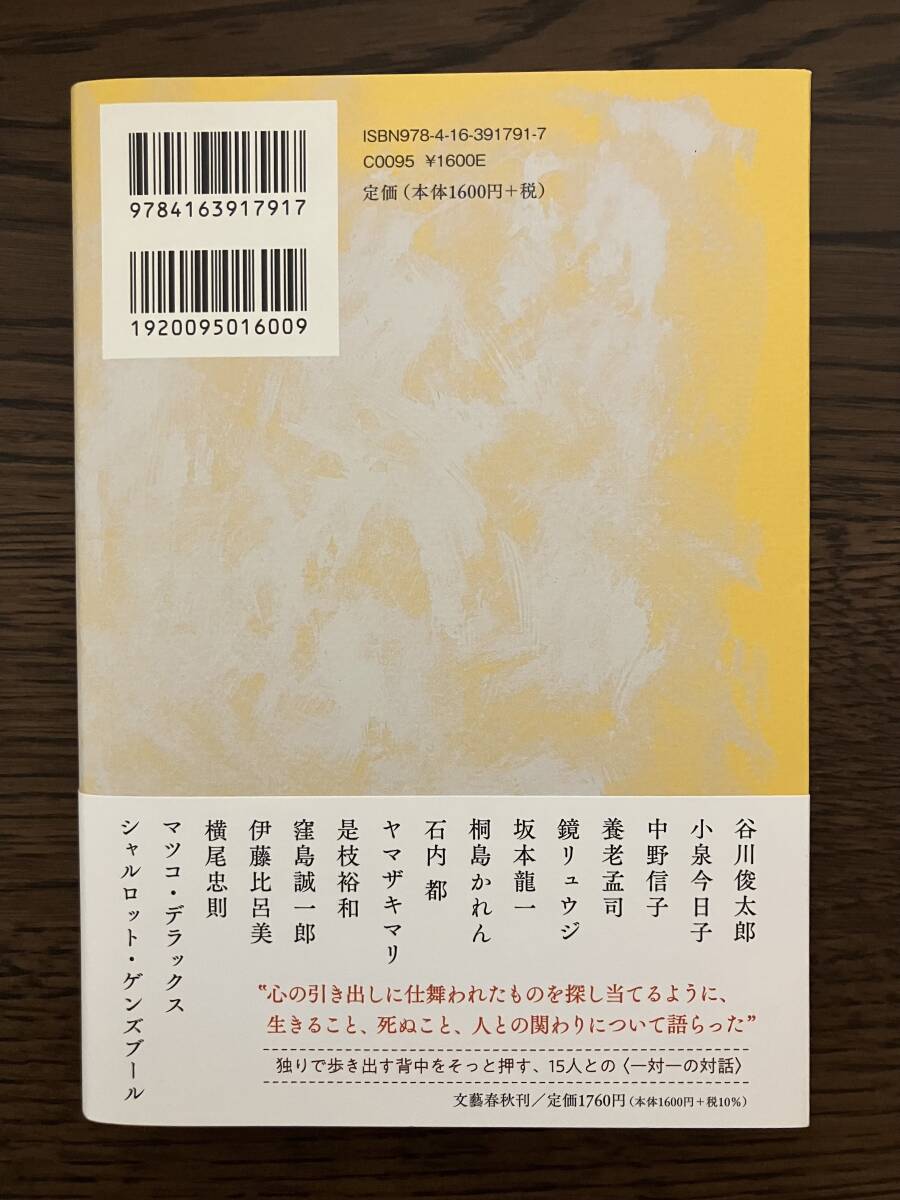 ISBN978-4-16-391791-7
C0095 ¥1600E
定価(本体1600円+税)
9784163917917
1920095016009
谷川俊太郎
小泉今日子
中野信子
養老孟司
鏡リュウジ
坂本龍一
桐島かれん
石内 都
ヤマザキマリ
是枝裕和
窪島誠一郎
伊藤比呂美
横尾忠則
マツコ・デラックス
シャルロット・ゲンズブール
“心の引き出しに仕舞われたものを探し当てるように、
生きること、死ぬこと、人との関わりについて語らった”
独りで歩き出す背中をそっと押す、15人との〈一対一の対話〉
文藝春秋刊/定価1760円(本体1600円+税10%)